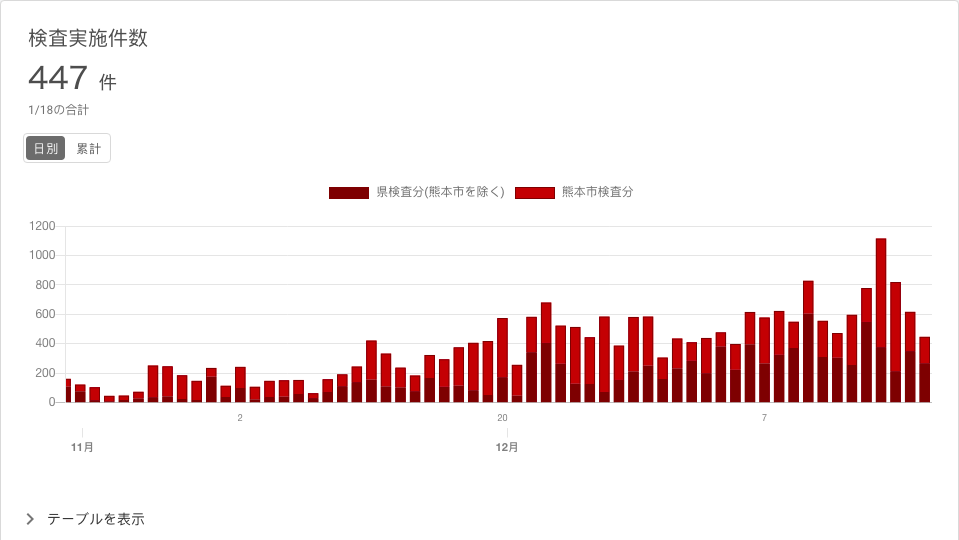 検査実施件数
447 件
1/18の合計
日別 累計
県検査分(熊本市を除く) 熊本市検査分
1200
1000
800
600
400
200
0
2 20 7
11月 12月
テーブルを表示